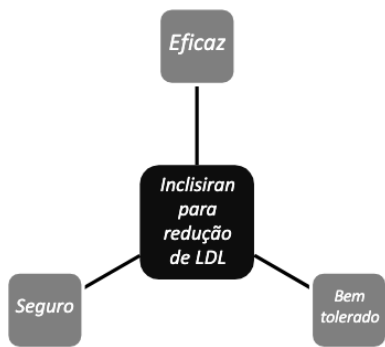 Eficaz
Inclisiran
para
redução
de LDL
Seguro
Bem
tolerado